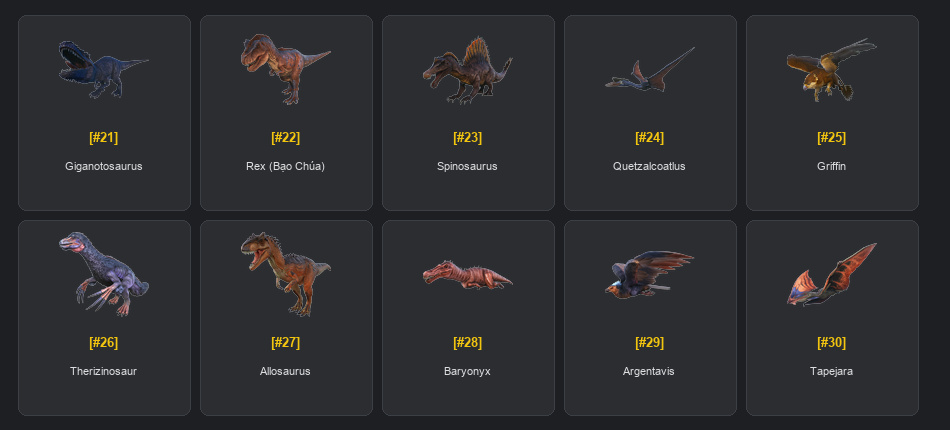 [#21]
Giganotosaurus
[#22]
Rex (Bạo Chúa)
[#23]
Spinosaurus
[#24]
Quetzalcoatlus
[#25]
Griffin
[#26]
Therizinosaur
[#27]
Allosaurus
[#28]
Baryonyx
[#29]
Argentavis
[#30]
Tapejara